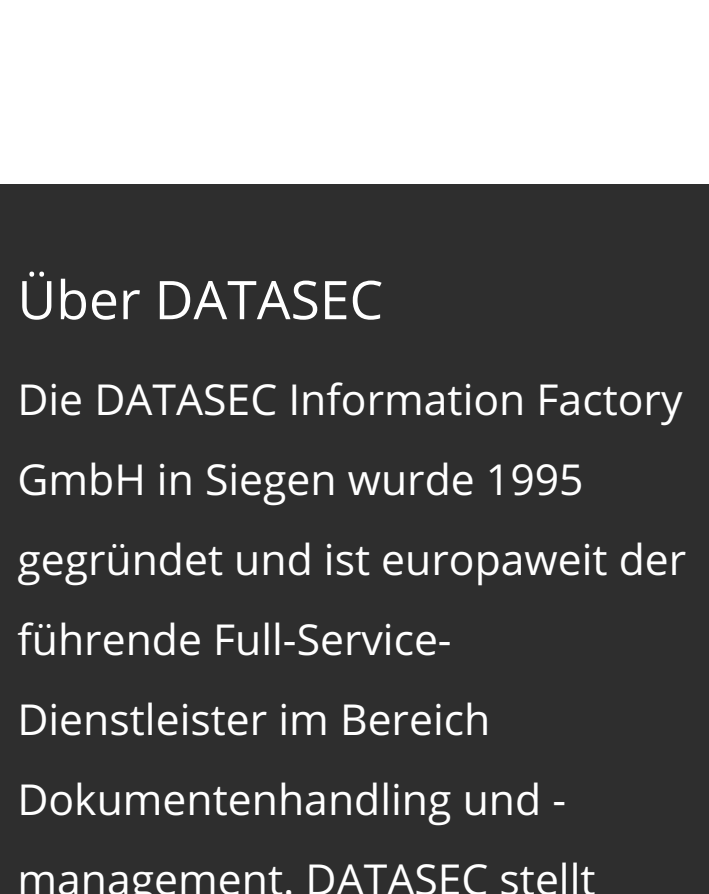 Über DATASEC
Die DATASEC Information Factory
GmbH in Siegen wurde 1995
gegründet und ist europaweit der
führende Full-Service-
Dienstleister im Bereich
Dokumentenhandling und -
management. DATASEC stellt